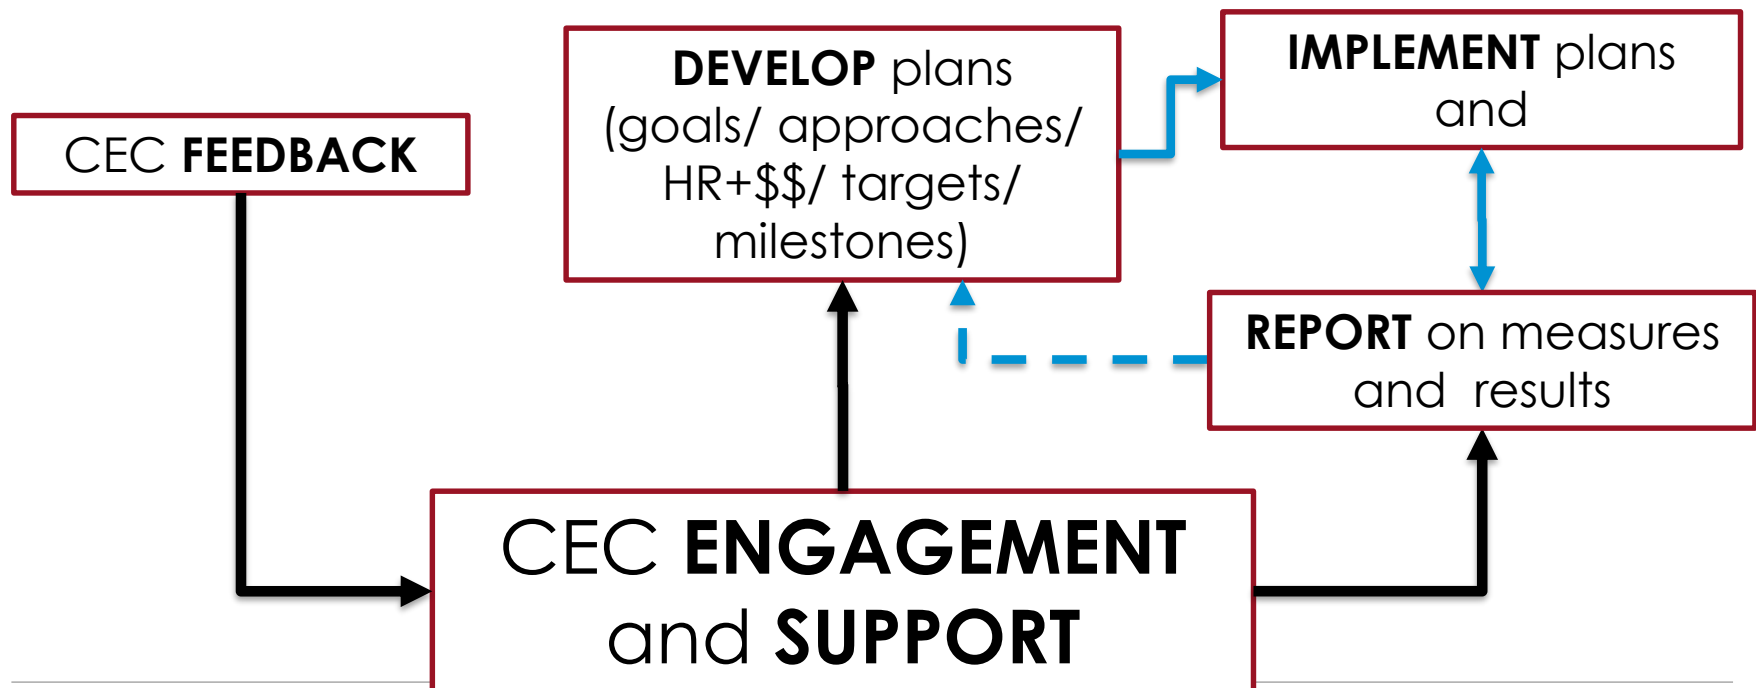 CEC FEEDBACK
DEVELOP plans
(goals/ approaches/
HR+$$/ targets/
milestones)
IMPLEMENT plans
and
REPORT on measures
and  results
CEC ENGAGEMENT
and SUPPORT